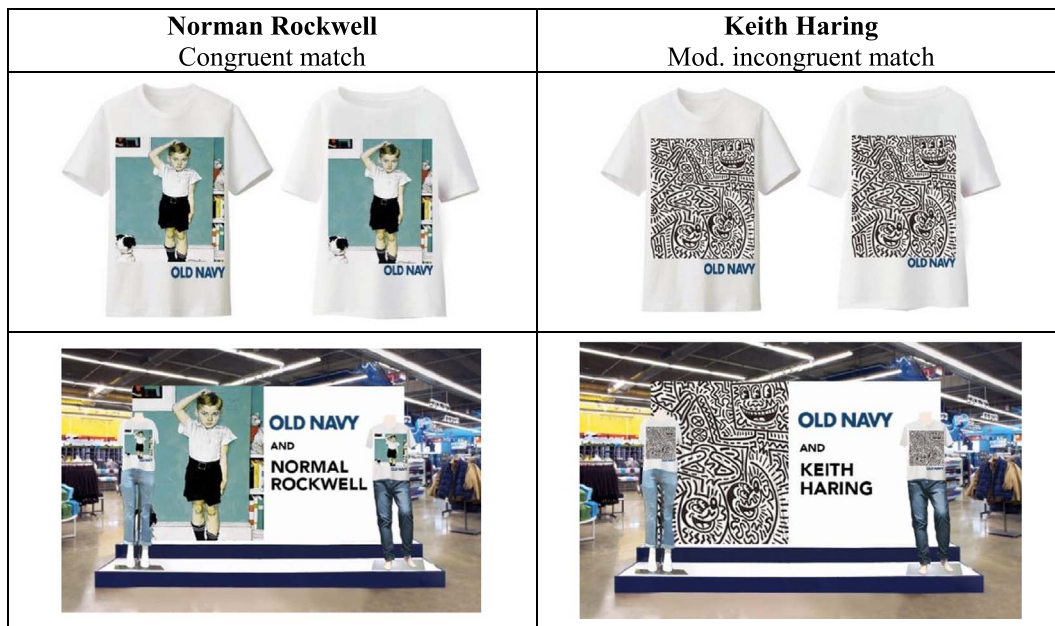 Norman Rockwell
Congruent match
Keith Haring
Mod. incongruent match
OLD NAVY
OLD NAVY
OLD NAVY
OLD NAVY
OLD NAVY
AND
NORMAL
ROCKWELL
OLD NAVY
AND
KEITH
HARING